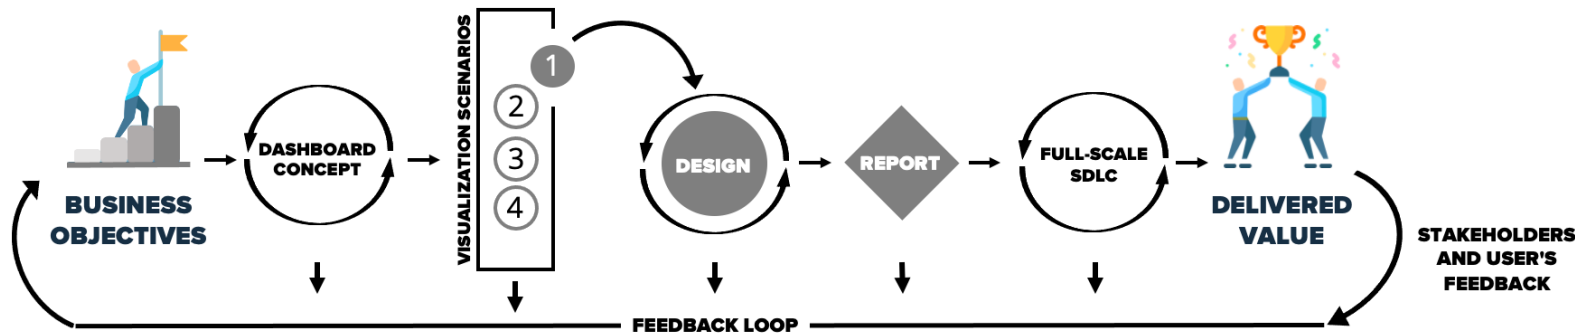 BUSINESS
OBJECTIVES
DASHBOARD
CONCEPT
VISUALIZATION SCENARIOS
1
2
3
4
DESIGN
REPORT
FULL-SCALE
SDLC
DELIVERED
VALUE
STAKEHOLDERS
AND USER'S
FEEDBACK
FEEDBACK LOOP